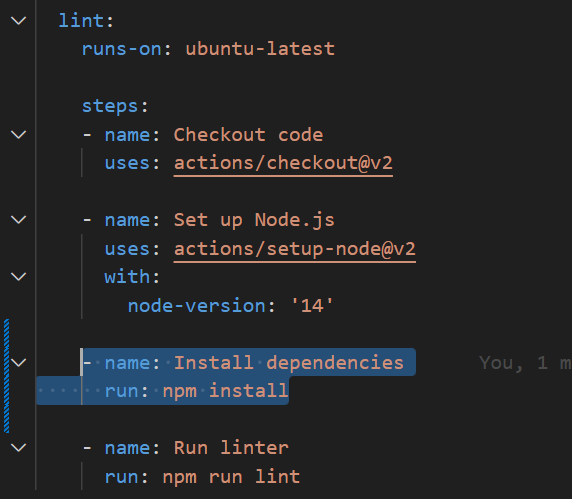 lint:
runs-on: ubuntu-latest
steps:
- name: Checkout code
uses: actions/checkout@v2
- name: Set up Node.js
uses: actions/setup-node@v2
with:
node-version: '14'
- name: Install dependencies You, 1 m
run: npm install
- name: Run linter
run: npm run lint